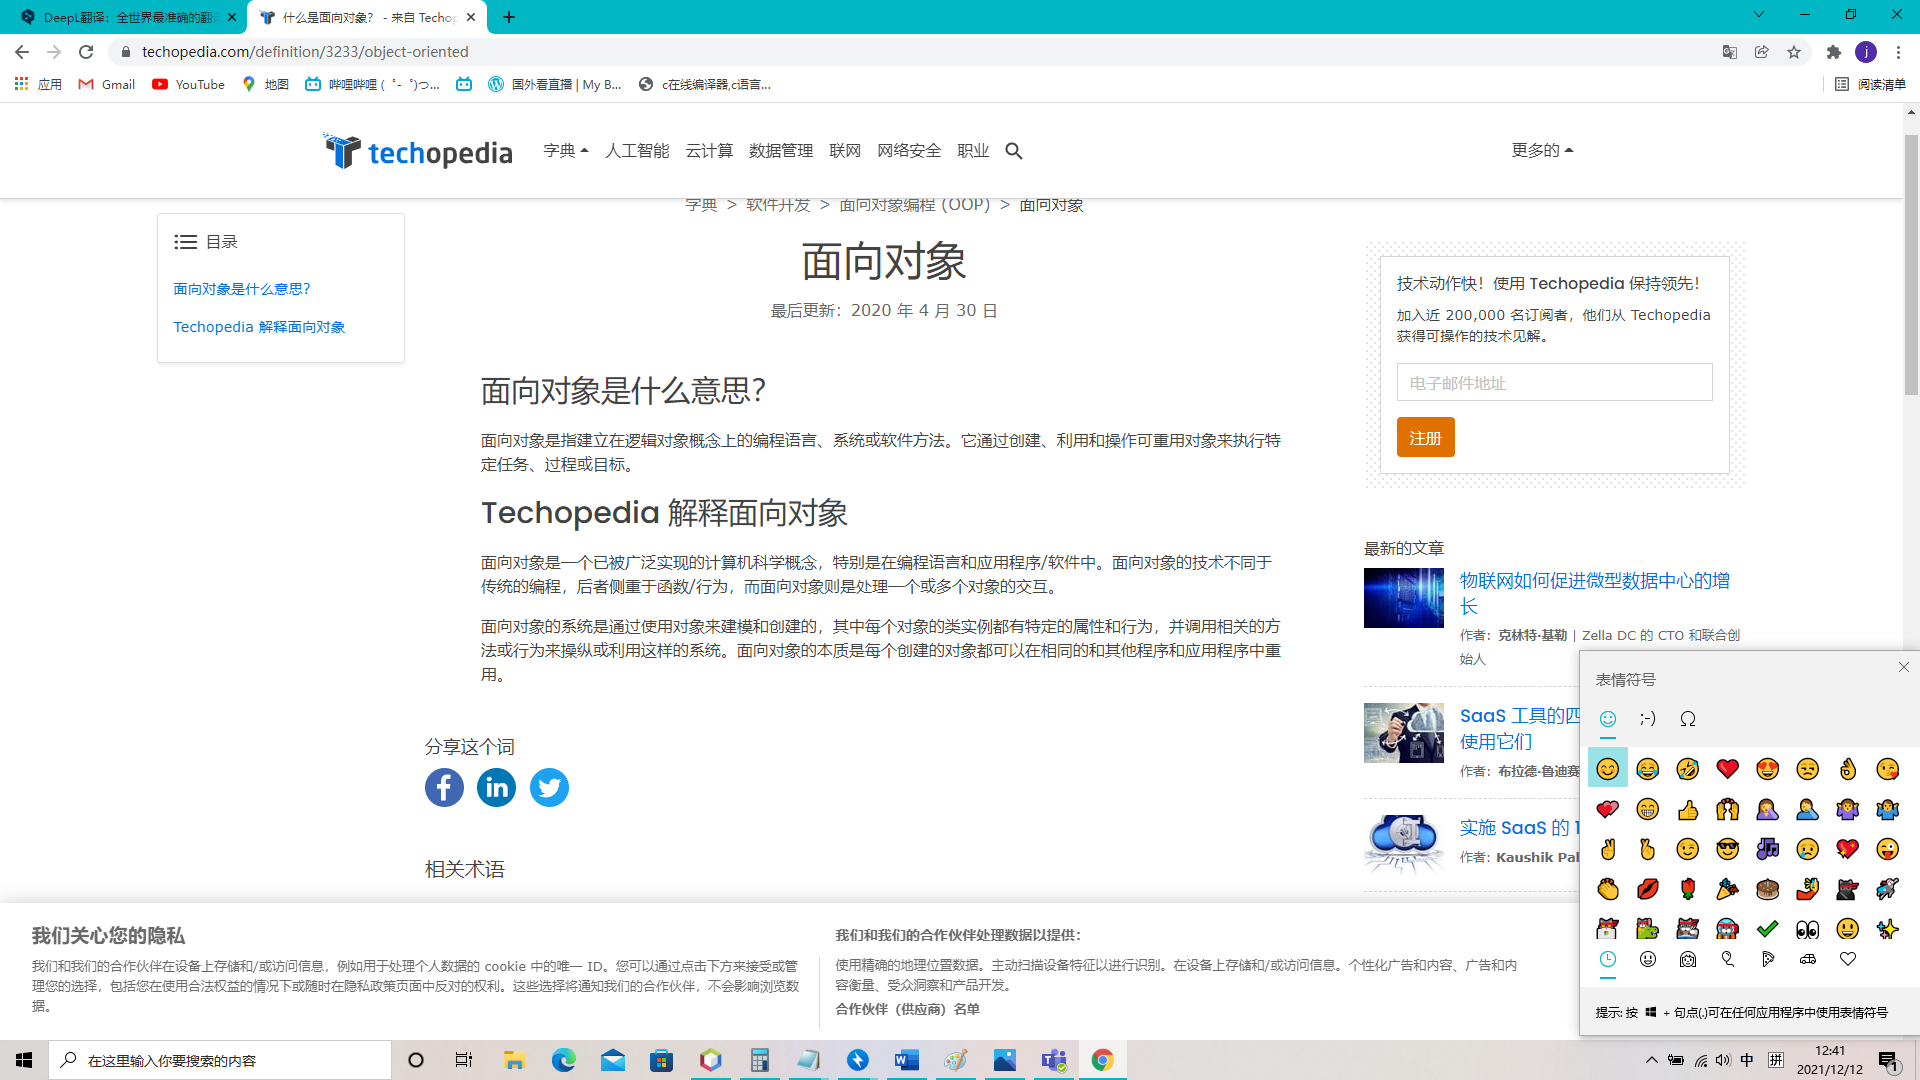 DeepL翻译：全世界最准确的翻译
什么是面向对象？ - 来自 Techop
techopedia.com/definition/3233/object-oriented
j
应用
Gmail
YouTube
地图
哔哩哔哩 ( ゜- ゜)つ...
国外看直播 | My B...
c在线编译器,c语言...
阅读清单
techopedia
字典
人工智能
云计算
数据管理
联网
网络安全
职业
更多的
字典 > 软件开发 > 面向对象编程 (OOP) > 面向对象
目录
面向对象是什么意思？
Techopedia 解释面向对象
面向对象
最后更新：2020 年 4 月 30 日
面向对象是什么意思？
面向对象是指建立在逻辑对象概念上的编程语言、系统或软件方法。它通过创建、利用和操作可重用对象来执行特
定任务、过程或目标。
Techopedia 解释面向对象
面向对象是一个已被广泛实现的计算机科学概念，特别是在编程语言和应用程序/软件中。面向对象的技术不同于
传统的编程，后者侧重于函数/行为，而面向对象则是处理一个或多个对象的交互。
面向对象的系统是通过使用对象来建模和创建的，其中每个对象的类实例都有特定的属性和行为，并调用相关的方
法或行为来操纵或利用这样的系统。面向对象的本质是每个创建的对象都可以在相同的和其他程序和应用程序中重
用。
分享这个词
相关术语
技术动作快！使用 Techopedia 保持领先！
加入近 200,000 名订阅者，他们从 Techopedia
获得可操作的技术见解。
电子邮件地址
注册
最新的文章
物联网如何促进微型数据中心的增
长
作者：克林特·基勒 | Zella DC 的 CTO 和联合创
始人
SaaS 工具的四
使用它们
作者：布拉德·鲁迪赛
实施 SaaS 的 1
作者: Kaushik Pal
表情符号
;-)
Ω
提示: 按 + 句点(.)可在任何应用程序中使用表情符号
我们关心您的隐私
我们和我们的合作伙伴在设备上存储和/或访问信息，例如用于处理个人数据的 cookie 中的唯一 ID。您可以通过点击下方来接受或管
理您的选择，包括您在使用合法权益的情况下或随时在隐私政策页面中反对的权利。这些选择将通知我们的合作伙伴，不会影响浏览数
据。
我们和我们的合作伙伴处理数据以提供：
使用精确的地理位置数据。主动扫描设备特征以进行识别。在设备上存储和/或访问信息。个性化广告和内容、广告和内
容衡量、受众洞察和产品开发。
合作伙伴（供应商）名单
在这里输入你要搜索的内容
中
拼
12:41
2021/12/12
1